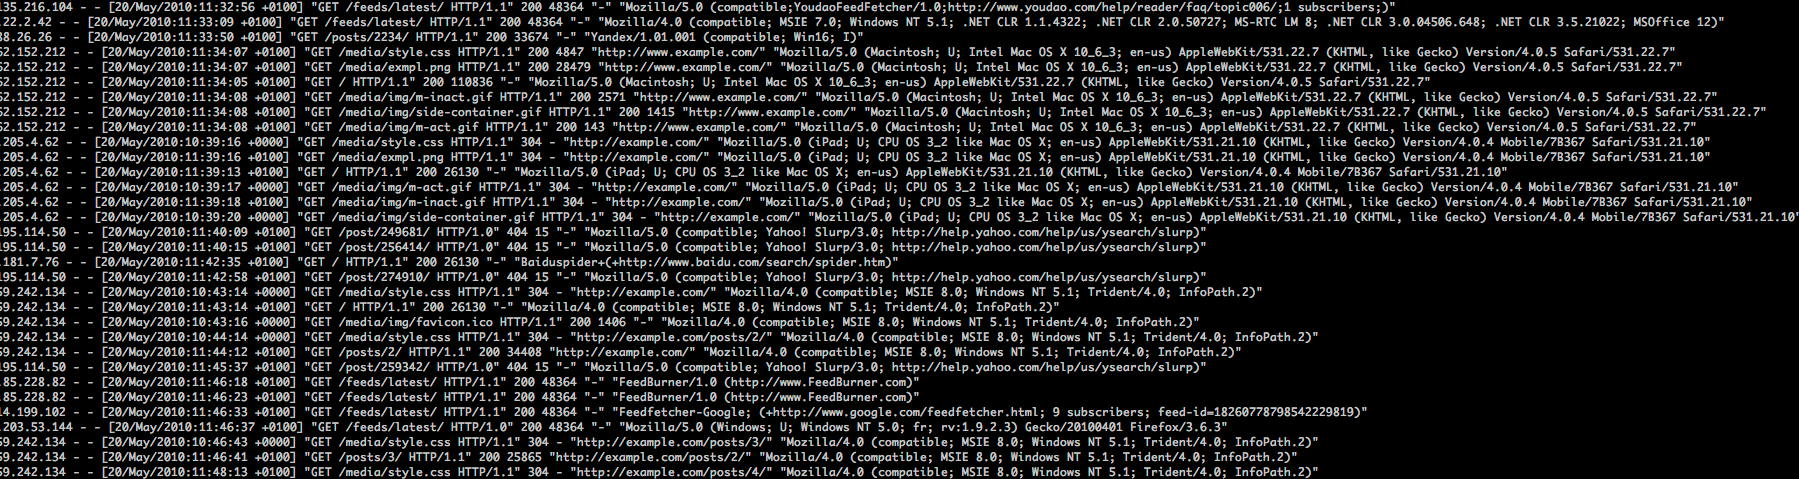 135.216.104 - - [20/May/2010:11:32:56 +0100] "GET /feeds/latest/ HTTP/1.1" 200 48364 "-" "Mozilla/5.0 (compatible;YoudaoFeedFetcher/1.0;http://www.youdao.com/help/reader/faq/topic006/;1 subscribers;)"
.22.2.42 - - [20/May/2010:11:33:09 +0100] "GET /feeds/latest/ HTTP/1.1" 200 48364 "-" "Mozilla/4.0 (compatible; MSIE 7.0; Windows NT 5.1; .NET CLR 1.1.4322; .NET CLR 2.0.50727; MS-RTC LM 8; .NET CLR 3.0.04506.648; .NET CLR 3.5.21022; MSOffice 12)"
38.26.26 - - [20/May/2010:11:33:50 +0100] "GET /posts/2234/ HTTP/1.1" 200 33674 "-" "Yandex/1.01.001 (compatible; Win16; I)"
62.152.212 - - [20/May/2010:11:34:07 +0100] "GET /media/style.css HTTP/1.1" 200 4847 "http://www.example.com/" "Mozilla/5.0 (Macintosh; U; Intel Mac OS X 10_6_3; en-us) AppleWebKit/531.22.7 (KHTML, like Gecko) Version/4.0.5 Safari/531.22.7"
62.152.212 - - [20/May/2010:11:34:07 +0100] "GET /media/exmpl.png HTTP/1.1" 200 28479 "http://www.example.com/" "Mozilla/5.0 (Macintosh; U; Intel Mac OS X 10_6_3; en-us) AppleWebKit/531.22.7 (KHTML, like Gecko) Version/4.0.5 Safari/531.22.7"
62.152.212 - - [20/May/2010:11:34:05 +0100] "GET / HTTP/1.1" 200 110836 "-" "Mozilla/5.0 (Macintosh; U; Intel Mac OS X 10_6_3; en-us) AppleWebKit/531.22.7 (KHTML, like Gecko) Version/4.0.5 Safari/531.22.7"
62.152.212 - - [20/May/2010:11:34:08 +0100] "GET /media/img/m-inact.gif HTTP/1.1" 200 2571 "http://www.example.com/" "Mozilla/5.0 (Macintosh; U; Intel Mac OS X 10_6_3; en-us) AppleWebKit/531.22.7 (KHTML, like Gecko) Version/4.0.5 Safari/531.22.7"
62.152.212 - - [20/May/2010:11:34:08 +0100] "GET /media/img/side-container.gif HTTP/1.1" 200 1415 "http://www.example.com/" "Mozilla/5.0 (Macintosh; U; Intel Mac OS X 10_6_3; en-us) AppleWebKit/531.22.7 (KHTML, like Gecko) Version/4.0.5 Safari/531.22.7"
62.152.212 - - [20/May/2010:11:34:08 +0100] "GET /media/img/m-act.gif HTTP/1.1" 200 143 "http://www.example.com/" "Mozilla/5.0 (Macintosh; U; Intel Mac OS X 10_6_3; en-us) AppleWebKit/531.22.7 (KHTML, like Gecko) Version/4.0.5 Safari/531.22.7"
.205.4.62 - - [20/May/2010:10:39:16 +0000] "GET /media/style.css HTTP/1.1" 304 - "http://example.com/" "Mozilla/5.0 (iPad; U; CPU OS 3_2 like Mac OS X; en-us) AppleWebKit/531.21.10 (KHTML, like Gecko) Version/4.0.4 Mobile/7B367 Safari/531.21.10"
.205.4.62 - - [20/May/2010:11:39:16 +0100] "GET /media/exmpl.png HTTP/1.1" 304 - "http://example.com/" "Mozilla/5.0 (iPad; U; CPU OS 3_2 like Mac OS X; en-us) AppleWebKit/531.21.10 (KHTML, like Gecko) Version/4.0.4 Mobile/7B367 Safari/531.21.10"
.205.4.62 - - [20/May/2010:11:39:13 +0100] "GET / HTTP/1.1" 200 26130 "-" "Mozilla/5.0 (iPad; U; CPU OS 3_2 like Mac OS X; en-us) AppleWebKit/531.21.10 (KHTML, like Gecko) Version/4.0.4 Mobile/7B367 Safari/531.21.10"
.205.4.62 - - [20/May/2010:10:39:17 +0000] "GET /media/img/m-act.gif HTTP/1.1" 304 - "http://example.com/" "Mozilla/5.0 (iPad; U; CPU OS 3_2 like Mac OS X; en-us) AppleWebKit/531.21.10 (KHTML, like Gecko) Version/4.0.4 Mobile/7B367 Safari/531.21.10"
.205.4.62 - - [20/May/2010:11:39:18 +0100] "GET /media/img/m-inact.gif HTTP/1.1" 304 - "http://example.com/" "Mozilla/5.0 (iPad; U; CPU OS 3_2 like Mac OS X; en-us) AppleWebKit/531.21.10 (KHTML, like Gecko) Version/4.0.4 Mobile/7B367 Safari/531.21.10"
.205.4.62 - - [20/May/2010:10:39:20 +0000] "GET /media/img/side-container.gif HTTP/1.1" 304 - "http://example.com/" "Mozilla/5.0 (iPad; U; CPU OS 3_2 like Mac OS X; en-us) AppleWebKit/531.21.10 (KHTML, like Gecko) Version/4.0.4 Mobile/7B367 Safari/531.21.10"
195.114.50 - - [20/May/2010:11:40:09 +0100] "GET /post/249681/ HTTP/1.0" 404 15 "-" "Mozilla/5.0 (compatible; Yahoo! Slurp/3.0; http://help.yahoo.com/help/us/ysearch/slurp)"
195.114.50 - - [20/May/2010:11:40:15 +0100] "GET /post/256414/ HTTP/1.0" 404 15 "-" "Mozilla/5.0 (compatible; Yahoo! Slurp/3.0; http://help.yahoo.com/help/us/ysearch/slurp)"
.181.7.76 - - [20/May/2010:11:42:35 +0100] "GET / HTTP/1.1" 200 26130 "-" "Baiduspider+(+http://www.baidu.com/search/spider.htm)"
195.114.50 - - [20/May/2010:11:42:58 +0100] "GET /post/274910/ HTTP/1.0" 404 15 "-" "Mozilla/5.0 (compatible; Yahoo! Slurp/3.0; http://help.yahoo.com/help/us/ysearch/slurp)"
59.242.134 - - [20/May/2010:10:43:14 +0000] "GET /media/style.css HTTP/1.1" 304 - "http://example.com/" "Mozilla/4.0 (compatible; MSIE 8.0; Windows NT 5.1; Trident/4.0; InfoPath.2)"
59.242.134 - - [20/May/2010:11:43:14 +0100] "GET / HTTP/1.1" 200 26130 "-" "Mozilla/4.0 (compatible; MSIE 8.0; Windows NT 5.1; Trident/4.0; InfoPath.2)"
59.242.134 - - [20/May/2010:10:43:16 +0000] "GET /media/img/favicon.ico HTTP/1.1" 200 1406 "-" "Mozilla/4.0 (compatible; MSIE 8.0; Windows NT 5.1; Trident/4.0; InfoPath.2)"
59.242.134 - - [20/May/2010:10:44:14 +0000] "GET /media/style.css HTTP/1.1" 304 - "http://example.com/posts/2/" "Mozilla/4.0 (compatible; MSIE 8.0; Windows NT 5.1; Trident/4.0; InfoPath.2)"
59.242.134 - - [20/May/2010:11:44:12 +0100] "GET /posts/2/ HTTP/1.1" 200 34408 "http://example.com/" "Mozilla/4.0 (compatible; MSIE 8.0; Windows NT 5.1; Trident/4.0; InfoPath.2)"
195.114.50 - - [20/May/2010:11:45:37 +0100] "GET /post/259342/ HTTP/1.0" 404 15 "-" "Mozilla/5.0 (compatible; Yahoo! Slurp/3.0; http://help.yahoo.com/help/us/ysearch/slurp)"
.85.228.82 - - [20/May/2010:11:46:18 +0100] "GET /feeds/latest/ HTTP/1.1" 200 48364 "-" "FeedBurner/1.0 (http://www.FeedBurner.com)"
.85.228.82 - - [20/May/2010:11:46:23 +0100] "GET /feeds/latest/ HTTP/1.1" 200 48364 "-" "FeedBurner/1.0 (http://www.FeedBurner.com)"
14.199.102 - - [20/May/2010:11:46:33 +0100] "GET /feeds/latest/ HTTP/1.1" 200 48364 "-" "Feedfetcher-Google; (+http://www.google.com/feedfetcher.html; 9 subscribers; feed-id=18260778798542229819)"
.203.53.144 - - [20/May/2010:11:46:37 +0100] "GET /feeds/latest/ HTTP/1.0" 200 48364 "-" "Mozilla/5.0 (Windows; U; Windows NT 5.0; fr; rv:1.9.2.3) Gecko/20100401 Firefox/3.6.3"
59.242.134 - - [20/May/2010:10:46:43 +0000] "GET /media/style.css HTTP/1.1" 304 - "http://example.com/posts/3/" "Mozilla/4.0 (compatible; MSIE 8.0; Windows NT 5.1; Trident/4.0; InfoPath.2)"
59.242.134 - - [20/May/2010:11:46:41 +0100] "GET /posts/3/ HTTP/1.1" 200 25865 "http://example.com/posts/2/" "Mozilla/4.0 (compatible; MSIE 8.0; Windows NT 5.1; Trident/4.0; InfoPath.2)"
59.242.134 - - [20/May/2010:11:48:13 +0100] "GET /media/style.css HTTP/1.1" 304 - "http://example.com/posts/4/" "Mozilla/4.0 (compatible; MSIE 8.0; Windows NT 5.1; Trident/4.0; InfoPath.2)"